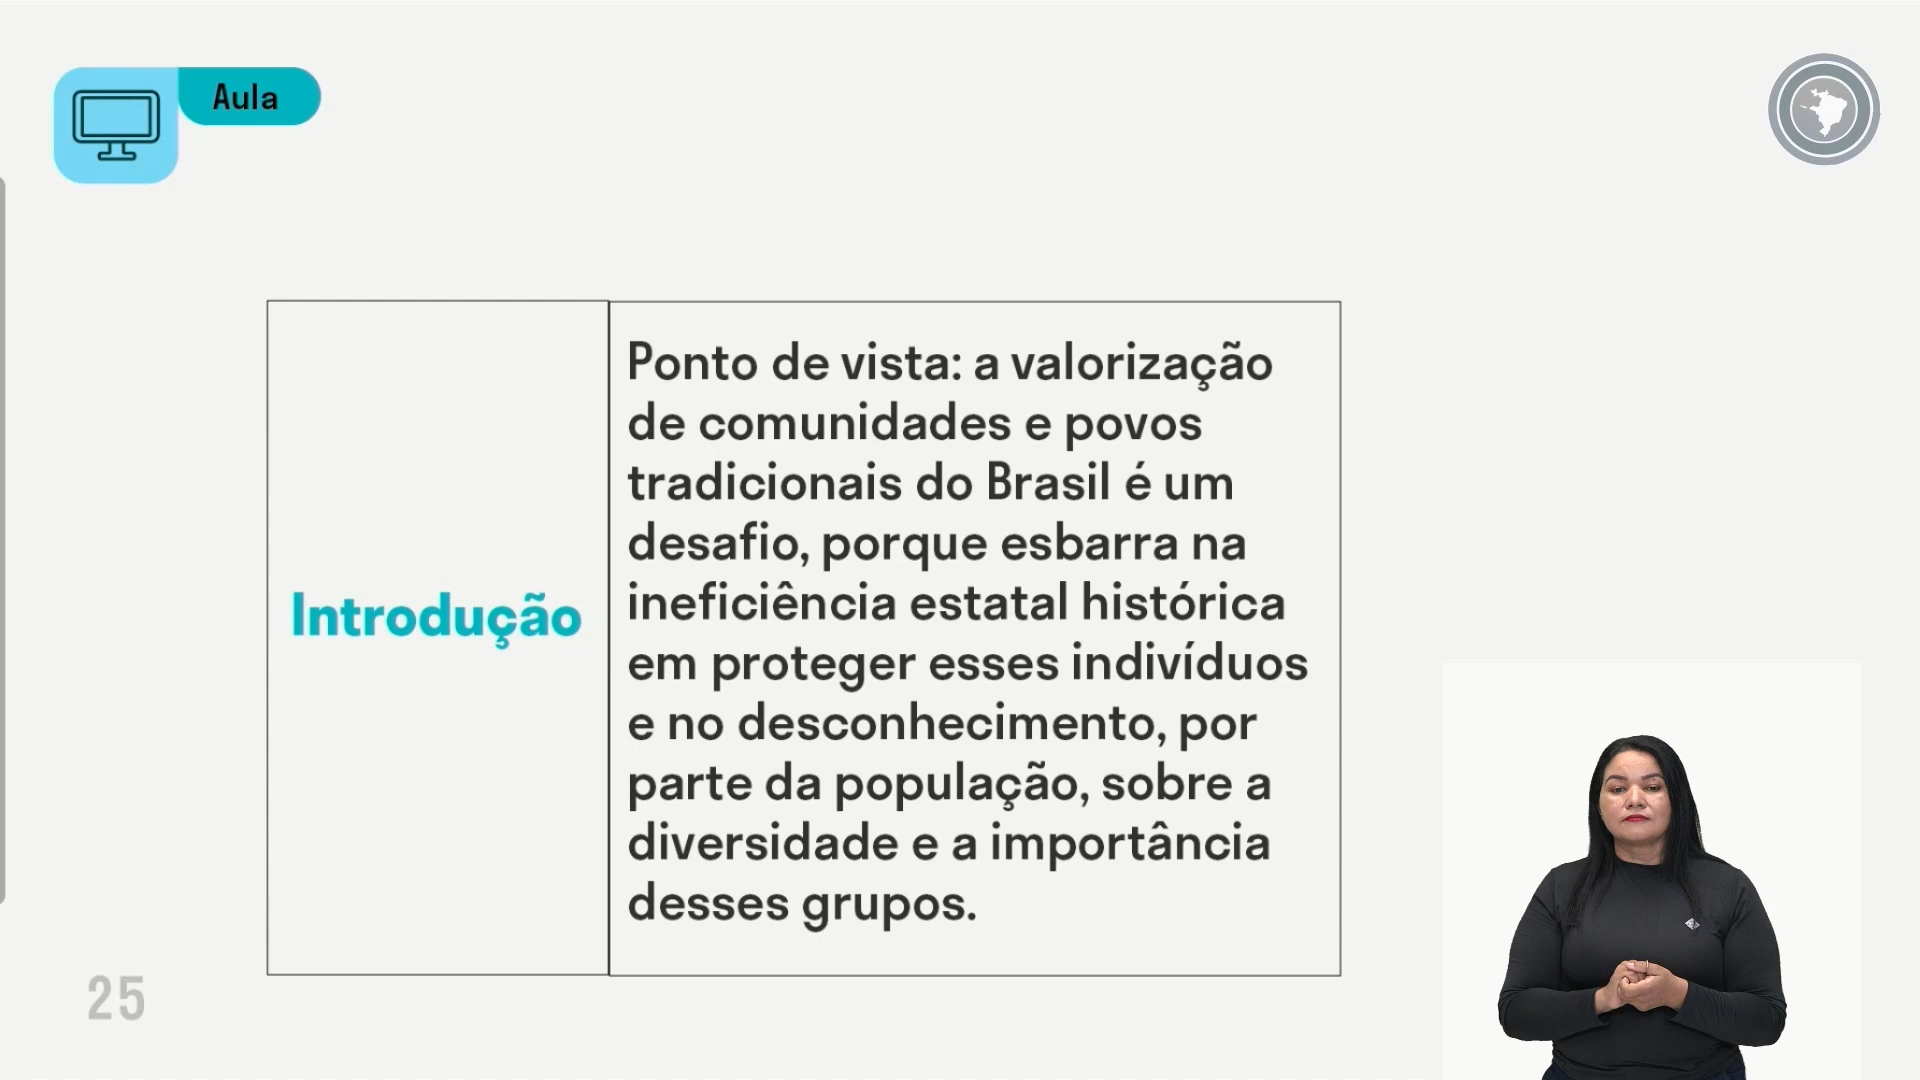 Aula
Introdução
Ponto de vista: a valorização
de comunidades e povos
tradicionais do Brasil é um
desafio, porque esbarra na
ineficiência estatal histórica
em proteger esses indivíduos
e no desconhecimento, por
parte da população, sobre a
diversidade e a importância
desses grupos.
25